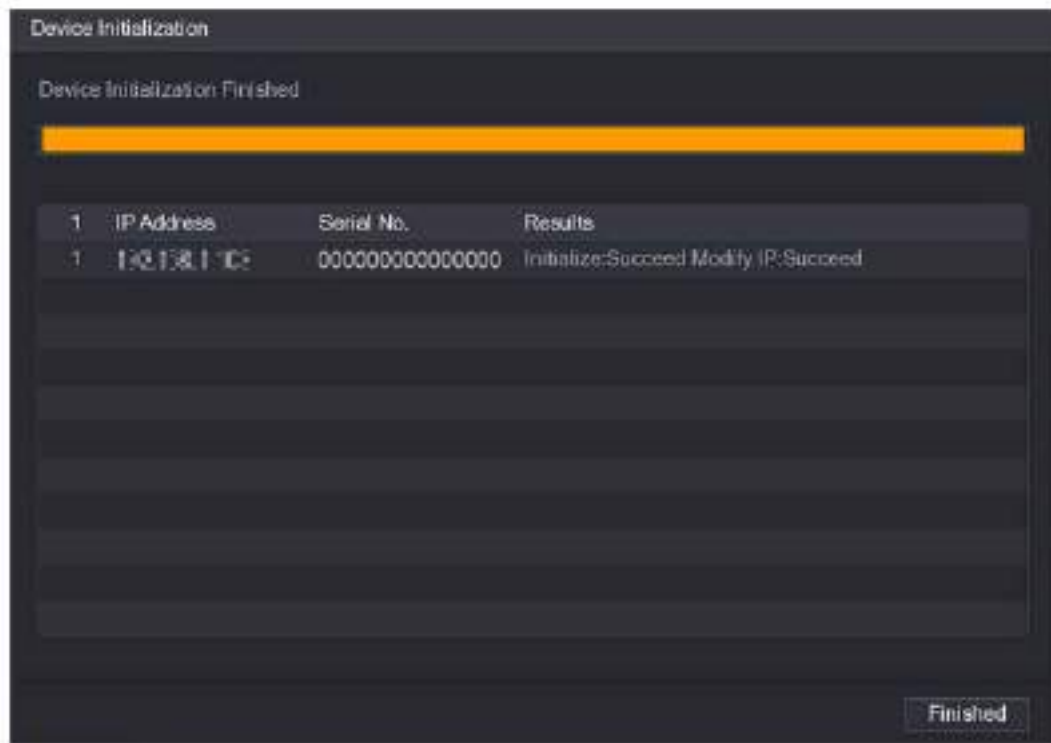 Device Initialization
Device Initialization Finished
1 IP Address Serial No. Results
1 000000000000000 Initialize:Succeed Modify IP:Succeed
Finished